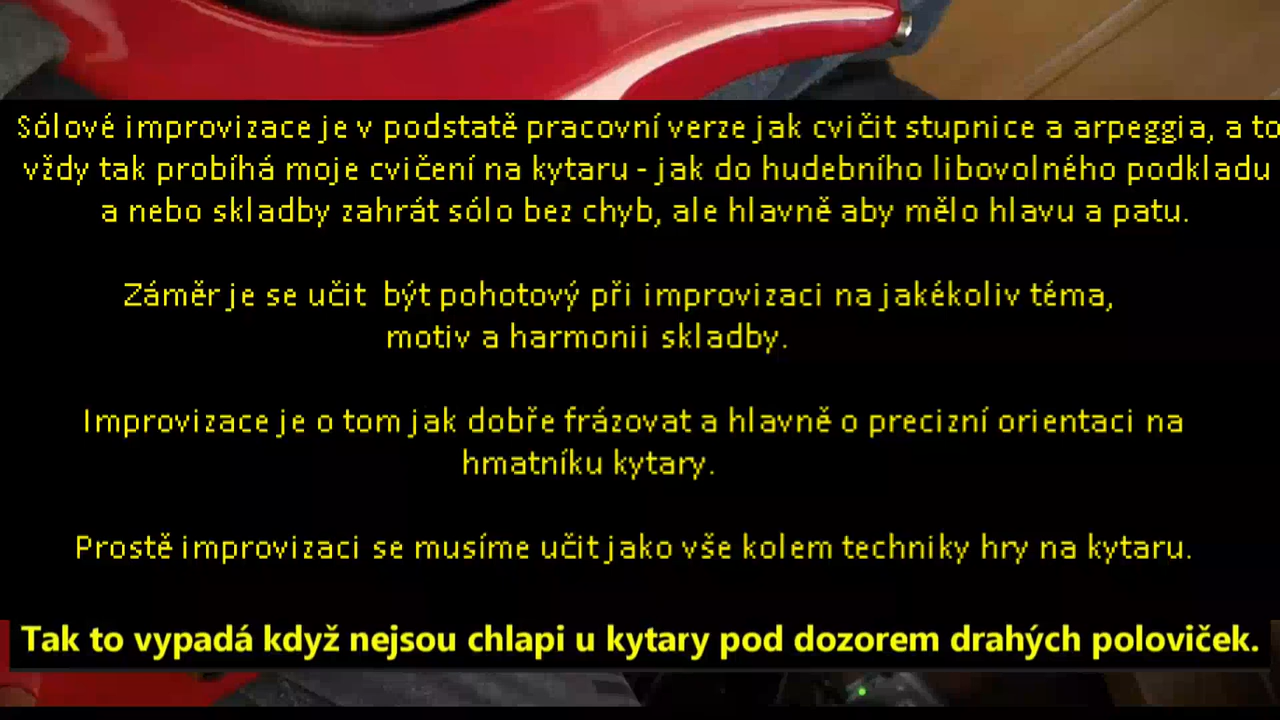 Sólové improvizace je v podstatě pracovní verze jak cvičit stupnice a arpeggia, a to
vždy tak probíhá moje cvičení na kytaru - jak do hudebního libovolného podkladu
a nebo skladby zahrát sólo bez chyb, ale hlavně aby mělo hlavu a patu.
Záměr je se učit být pohotový při improvizaci na jakékoliv téma,
motiv a harmonii skladby.
Improvizace je o tom jak dobře frázovat a hlavně o precizní orientaci na
hmatníku kytary.
Prostě improvizaci se musíme učit jako vše kolem techniky hry na kytaru.
Tak to vypadá když nejsou chlapi u kytary pod dozorem drahých poloviček.